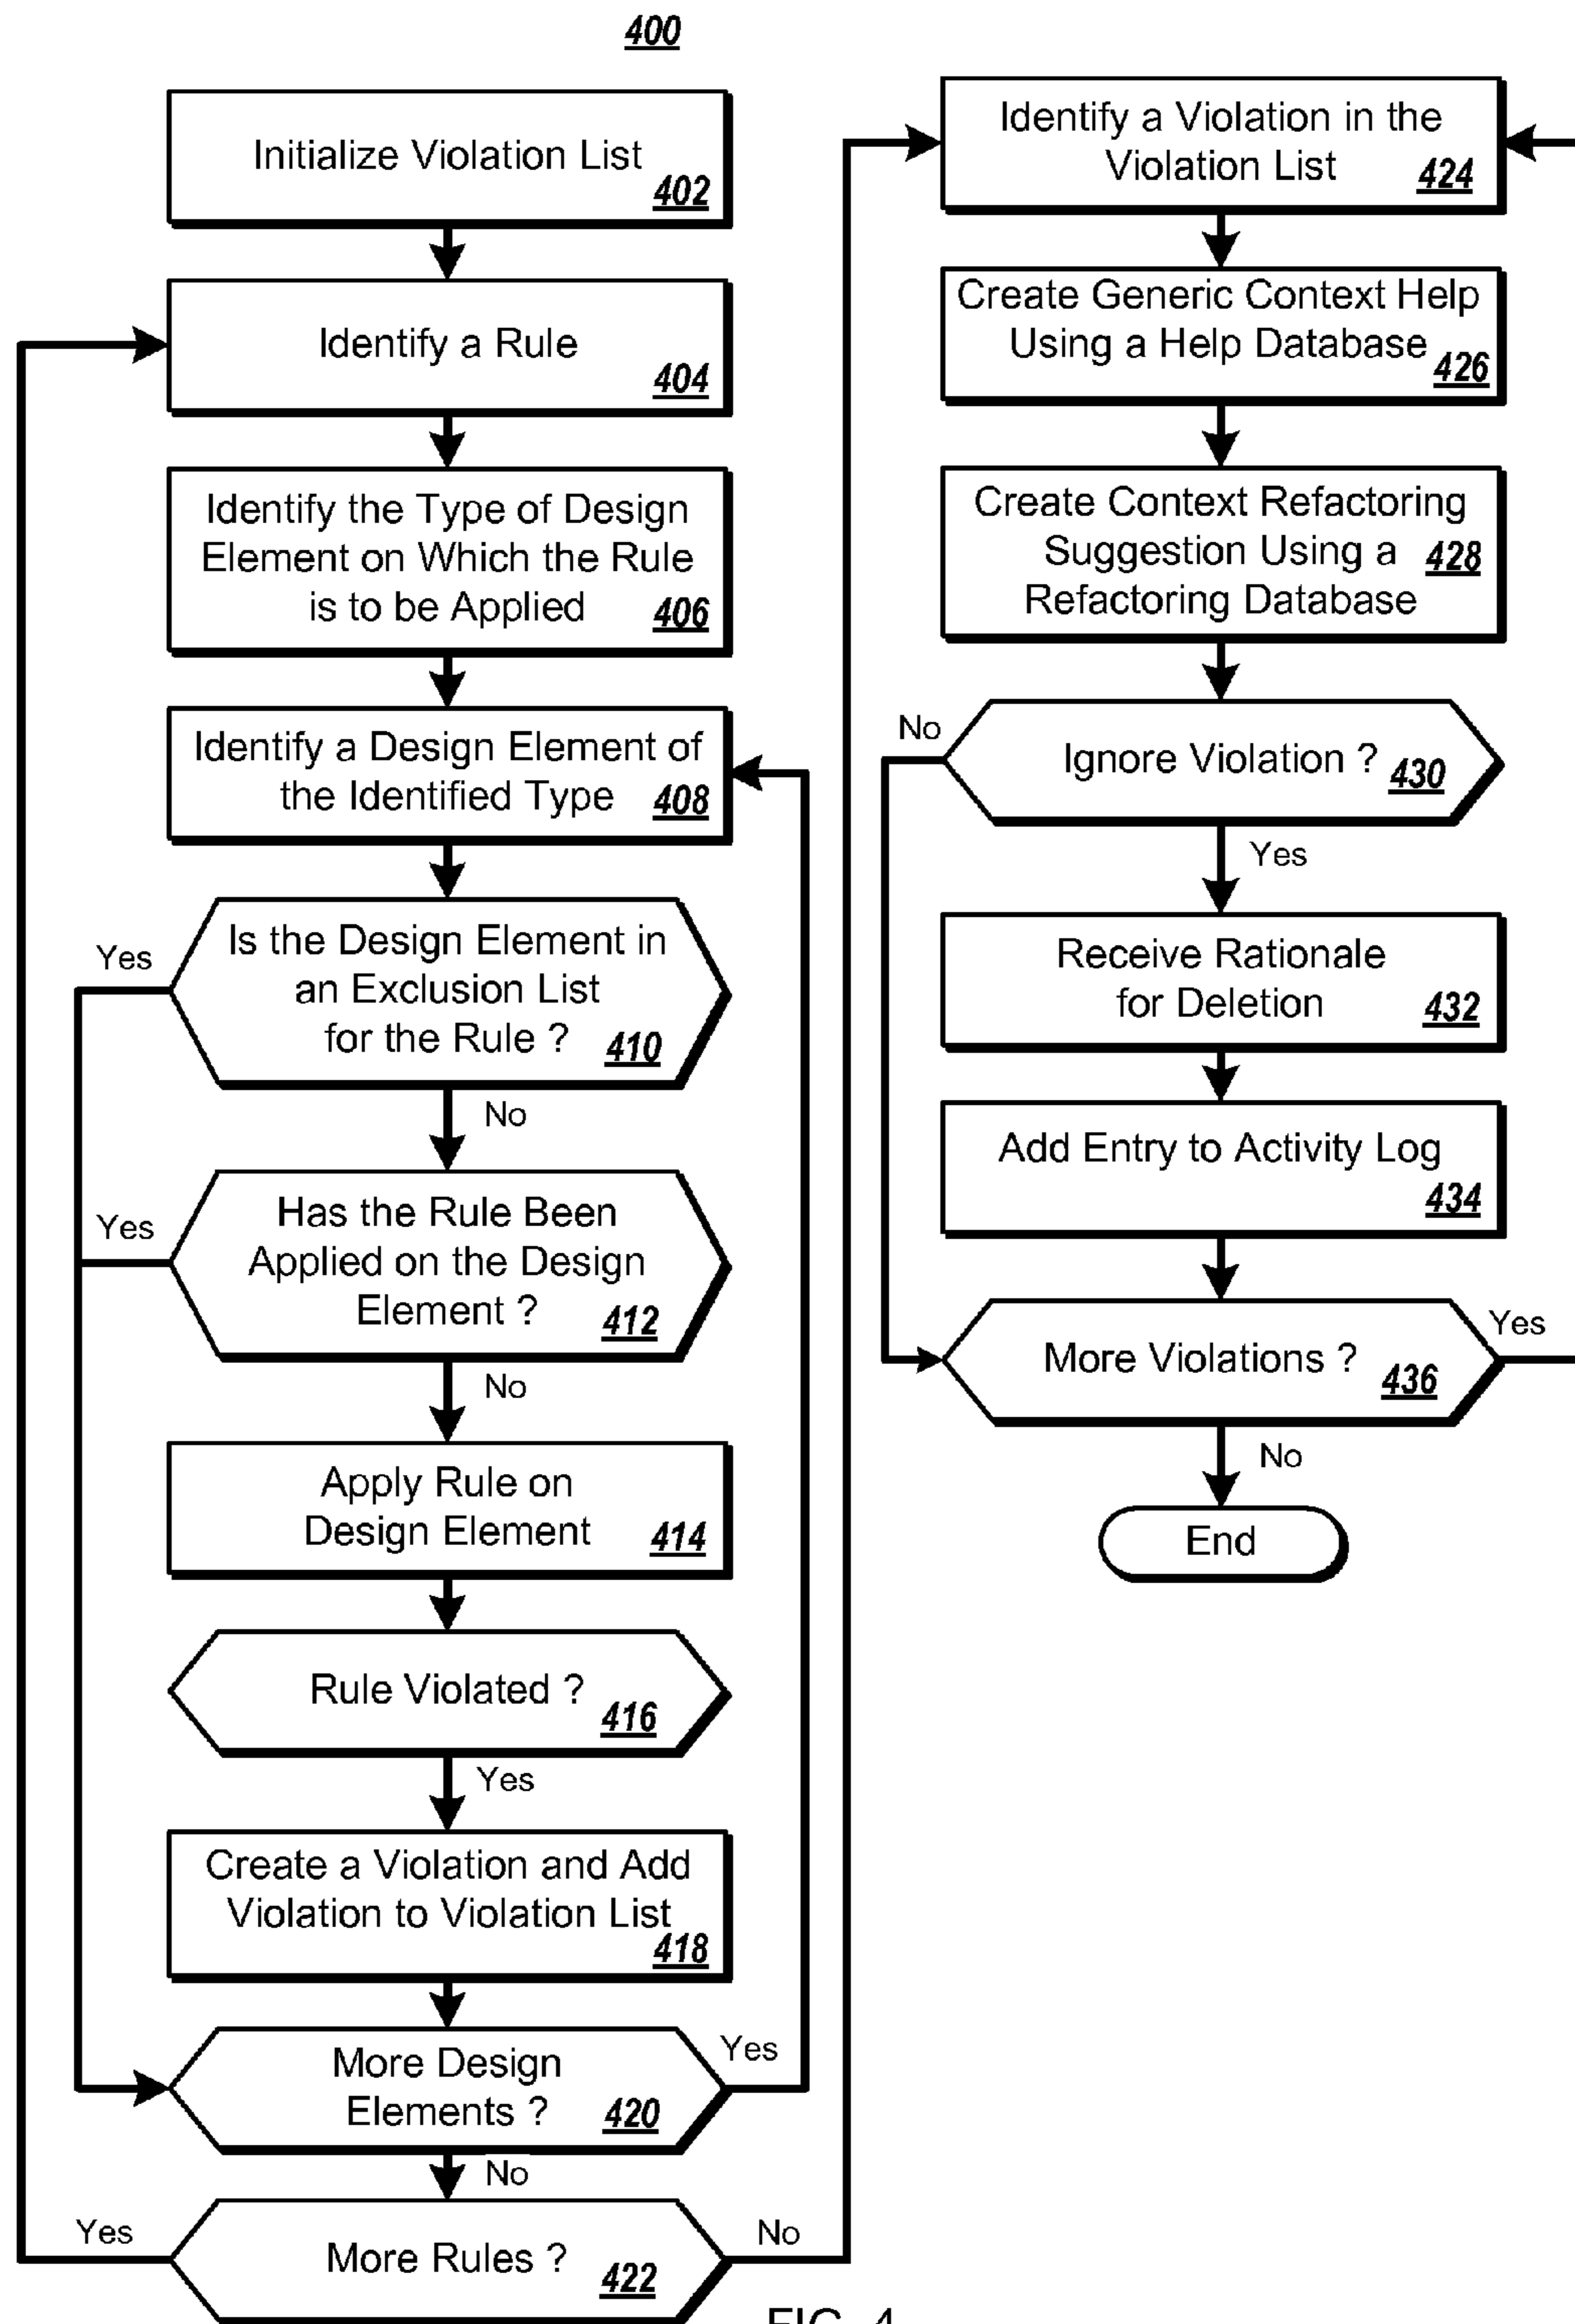 400
Initialize Violation List
402
Identify a Rule
404
Identify the Type of Design
Element on Which the Rule
is to be Applied
406
Identify a Design Element of
the Identified Type
408
Is the Design Element in
an Exclusion List
for the Rule ?
410
Yes
No
Has the Rule Been
Applied on the Design
Element ?
412
Yes
No
Apply Rule on
Design Element
414
Rule Violated ?
416
Yes
Create a Violation and Add
Violation to Violation List
418
More Design
Elements ?
420
Yes
No
More Rules ?
422
Yes
No
Identify a Violation in the
Violation List
424
Create Generic Context Help
Using a Help Database
426
Create Context Refactoring
Suggestion Using a
Refactoring Database
428
Ignore Violation ?
430
No
Yes
Receive Rationale
for Deletion
432
Add Entry to Activity Log
434
More Violations ?
436
Yes
No
End
FIG. 4